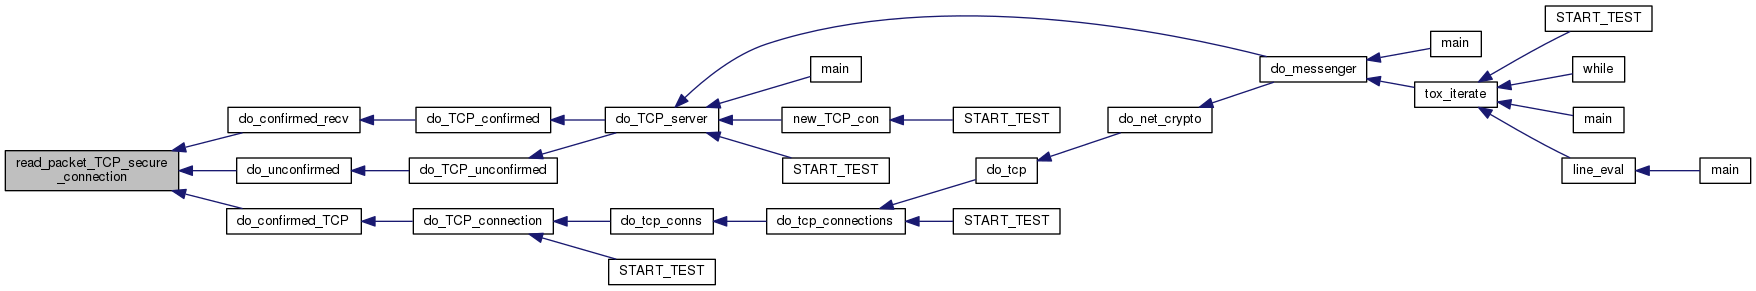 START_TEST
main
do_messenger
main
while
tox_iterate
do_confirmed_recv
do_TCP_confirmed
do_TCP_server
new_TCP_con
START_TEST
do_net_crypto
main
read_packet_TCP_secure
_connection
do_unconfirmed
do_TCP_unconfirmed
START_TEST
do_tcp
line_eval
main
do_confirmed_TCP
do_TCP_connection
do_tcp_conns
do_tcp_connections
START_TEST
START_TEST